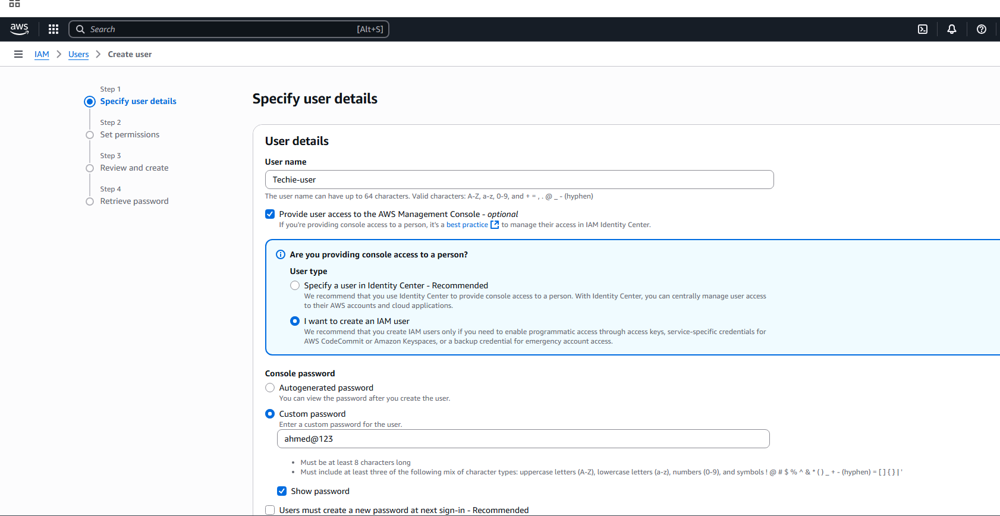 aws
Search [Alt+S]
IAM > Users > Create user
Step 1
Specify user details
Step 2
Set permissions
Step 3
Review and create
Step 4
Retrieve password
Specify user details
User details
User name
Techie-user
The user name can have up to 64 characters. Valid characters: A-Z, a-z, 0-9, and + = , . @ _ - (hyphen)
Provide user access to the AWS Management Console - optional
If you're providing console access to a person, it's a best practice to manage their access in IAM Identity Center.
Are you providing console access to a person?
User type
Specify a user in Identity Center - Recommended
We recommend that you use Identity Center to provide console access to a person. With Identity Center, you can centrally manage user access
to their AWS accounts and cloud applications.
I want to create an IAM user
We recommend that you create IAM users only if you need to enable programmatic access through access keys, service-specific credentials for
AWS CodeCommit or Amazon Keyspaces, or a backup credential for emergency account access.
Console password
Autogenerated password
You can view the password after you create the user.
Custom password
Enter a custom password for the user.
ahmed@123
• Must be at least 8 characters long
• Must include at least three of the following mix of character types: uppercase letters (A-Z), lowercase letters (a-z), numbers (0-9), and symbols ! @ # $ % ^ & * ( ) _ + - (hyphen) = [ ] { } | '
Show password
Users must create a new password at next sign-in - Recommended